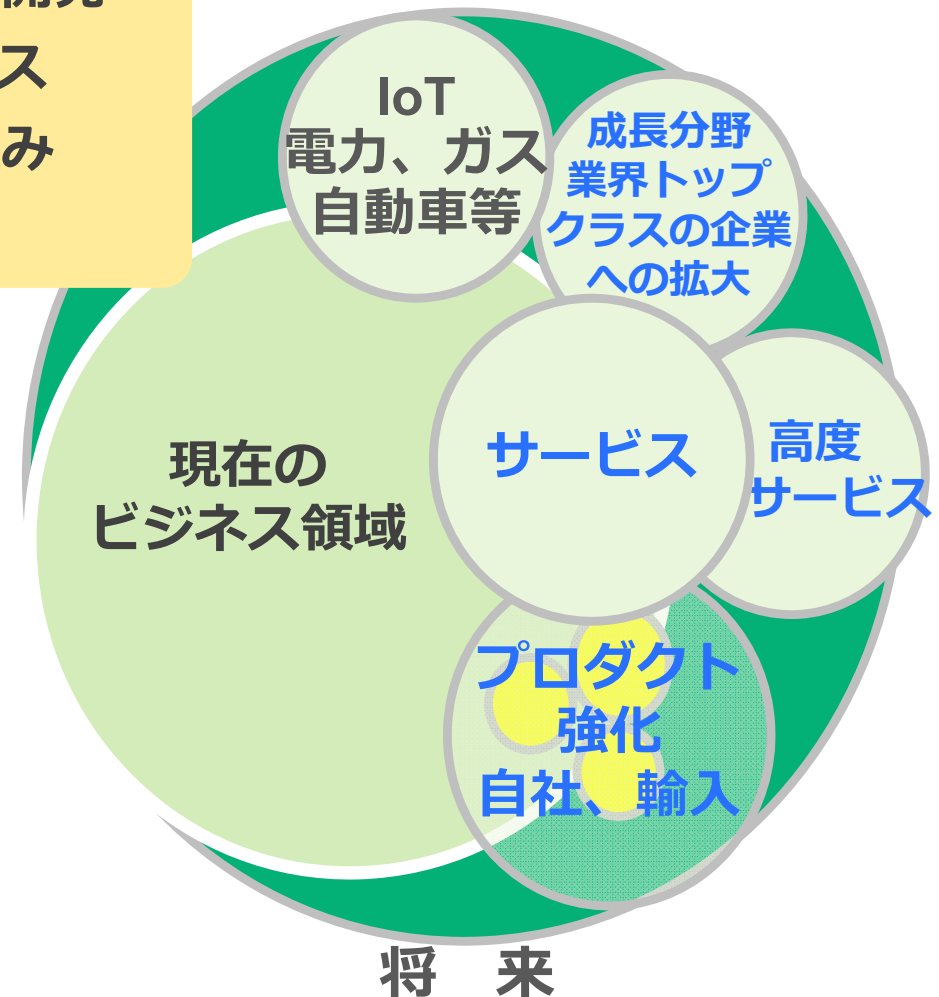 ス
み
IoT
電力、ガス
自動車等
成長分野
業界トップ
クラスの企業
への拡大
現在の
ビジネス領域
サービス
高度
サービス
プロダクト
強化
自社、輸入
将　来